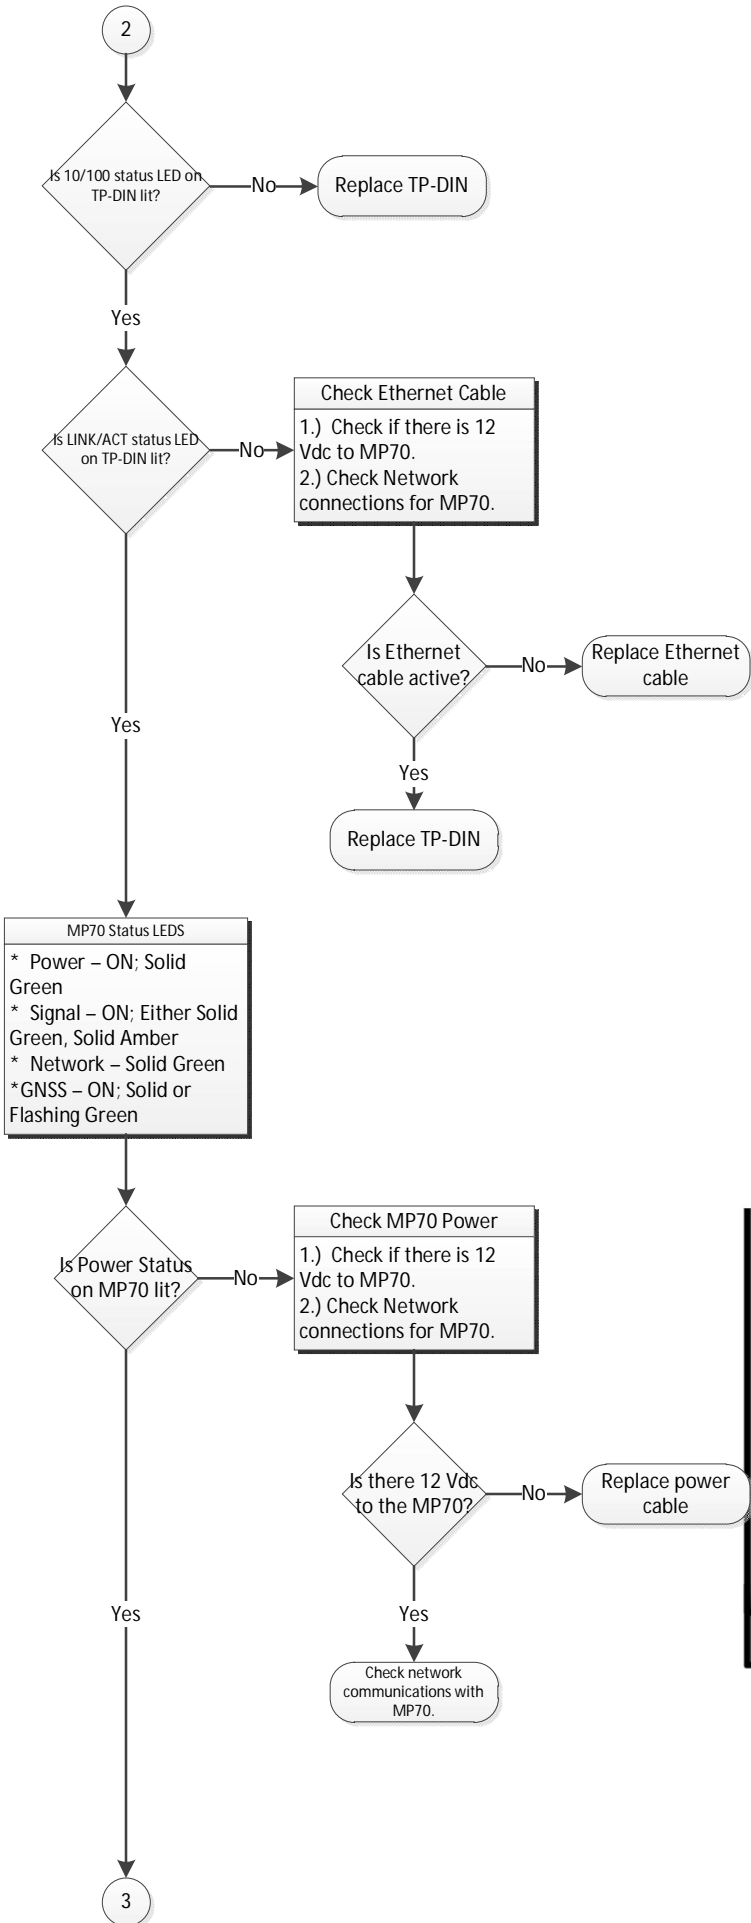 2
Is 10/100 status LED on
TP-DIN lit?
No
Replace TP-DIN
Yes
Is LINK/ACT status LED
on TP-DIN lit?
No
Check Ethernet Cable
1.) Check if there is 12
Vdc to MP70.
2.) Check Network
connections for MP70.
Is Ethernet
cable active?
No
Replace Ethernet
cable
Yes
Yes
Replace TP-DIN
MP70 Status LEDS
* Power – ON; Solid
Green
* Signal – ON; Either Solid
Green, Solid Amber
* Network – Solid Green
*GNSS – ON; Solid or
Flashing Green
Is Power Status
on MP70 lit?
No
Check MP70 Power
1.) Check if there is 12
Vdc to MP70.
2.) Check Network
connections for MP70.
Is there 12 Vdc
to the MP70?
No
Replace power
cable
Yes
Yes
Check network
communications with
MP70.
3